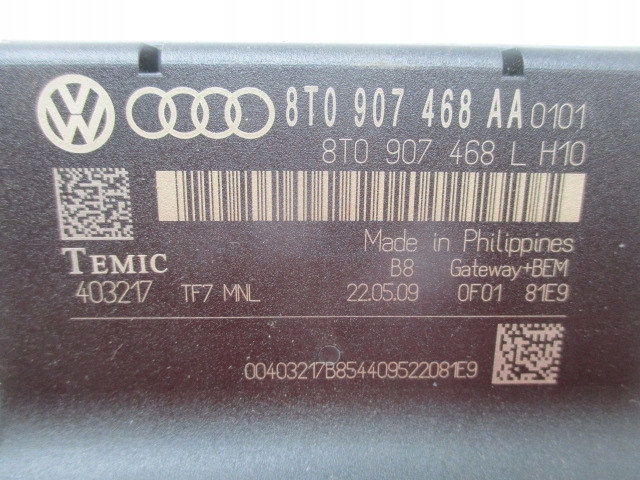 VW 8T0 907 468 AA 0101
8T0 907 468 L H10
Made in Philippines
TEMIC B8 Gateway+BEM
403217 TF7 MNL 22.05.09 0F01 81E9
00403217B854409522081E9